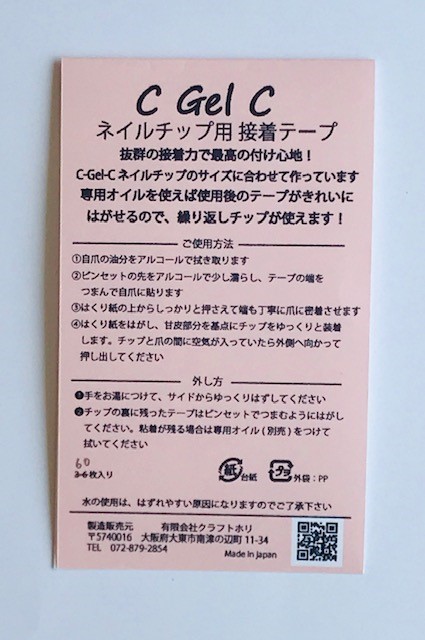 C Gel C
ネイルチップ用 接着テープ
抜群の接着力で最高の付け心地！
C-Gel-C ネイルチップのサイズに合わせて作っています
専用オイルを使えば使用後のテープがきれいに
はがせるので、繰り返しチップが使えます！
ご使用方法
①自爪の油分をアルコールで拭き取ります
②ピンセットの先をアルコールで少し濡らし、テープの端を
つまんで自爪に貼ります
③はくり紙の上からしっかりと押さえて端も丁寧に爪に密着させます
④はくり紙をはがし、甘皮部分を基点にチップをゆっくりと装着
します。チップと爪の間に空気が入っていたら外側へ向かって
押し出してください
外し方
❶手をお湯につけて、サイドからゆっくりはずしてください
❷チップの裏に残ったテープはピンセットでつまむようにはがし
てください。粘着が残る場合は専用オイル(別売)をつけて
拭いてください
60
36枚入り
紙 台紙 プラ 外袋：PP
水の使用は、はずれやすい原因になりますのでご了承下さい
製造販売元 有限会社クラフトホリ
〒5740016 大阪府大東市南津の辺町 11-34
TEL 072-879-2854
Made in Japan